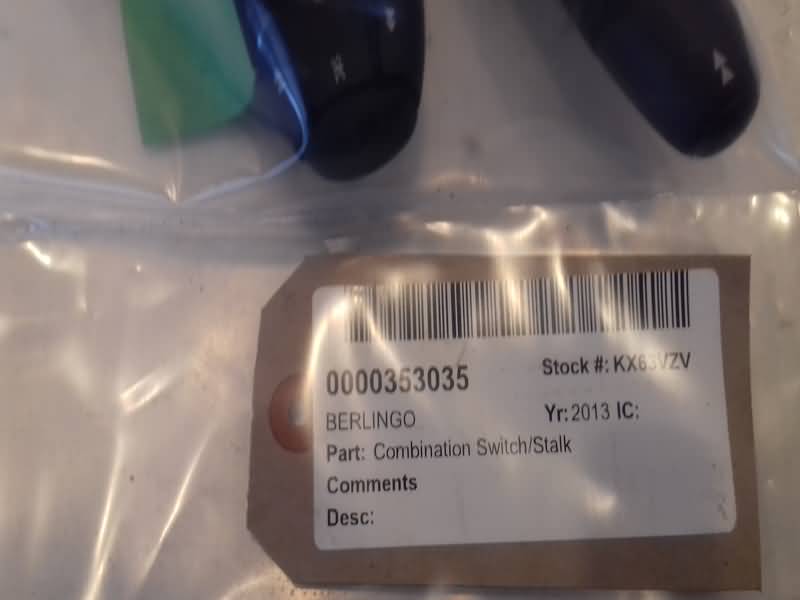 0000353035
Stock #: KX63VZV
BERLINGO
Yr: 2013 IC:
Part: Combination Switch/Stalk
Comments
Desc: